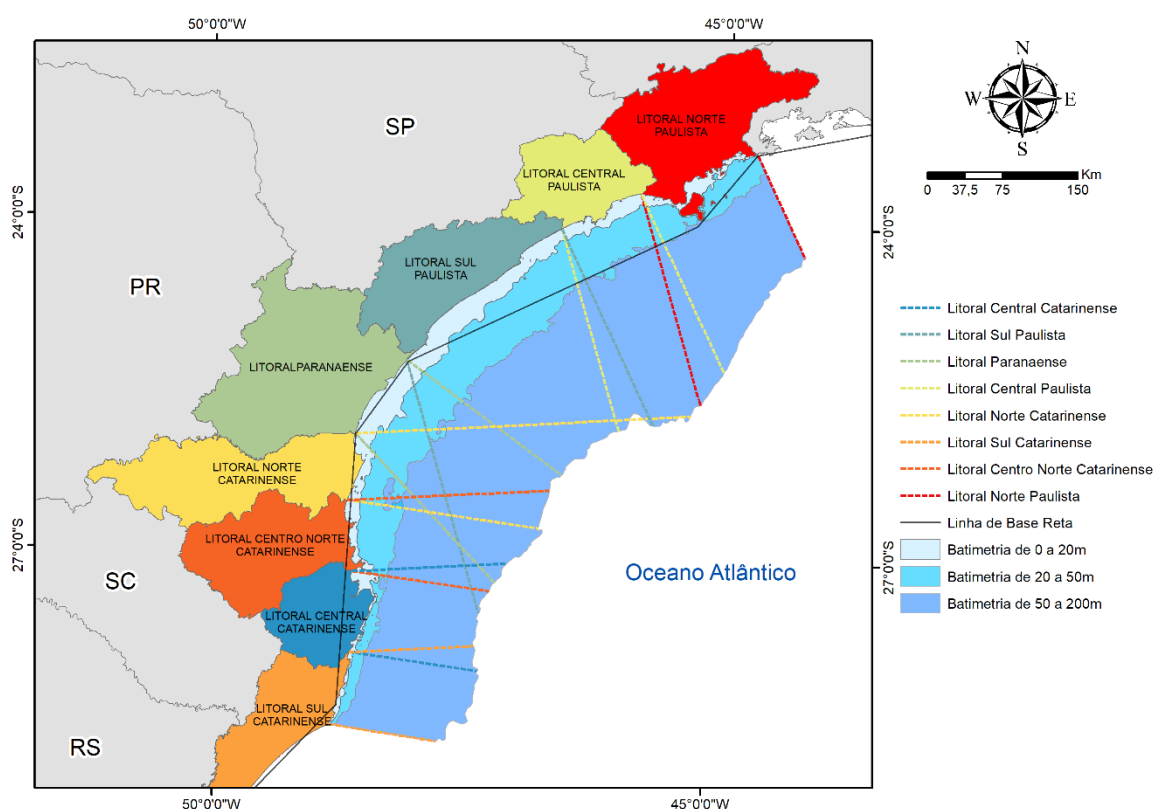 50°0'0"W
45°0'0"W
N
W
E
S
Km
0
37,5
75
150
SP
LITORAL NORTE
PAULISTA
LITORAL CENTRAL
PAULISTA
24°0'0"S
24°0'0"S
LITORAL SUL
PAULISTA
PR
LITORALPARANAENSE
LITORAL NORTE
CATARINENSE
LITORAL CENTRO NORTE
CATARINENSE
27°0'0"S
27°0'0"S
SC
LITORAL CENTRAL
CATARINENSE
Oceano Atlântico
LITORAL SUL
CATARINENSE
RS
Litoral Central Catarinense
Litoral Sul Paulista
Litoral Paranaense
Litoral Central Paulista
Litoral Norte Catarinense
Litoral Sul Catarinense
Litoral Centro Norte Catarinense
Litoral Norte Paulista
Linha de Base Reta
Batimetria de 0 a 20m
Batimetria de 20 a 50m
Batimetria de 50 a 200m
50°0'0"W
45°0'0"W